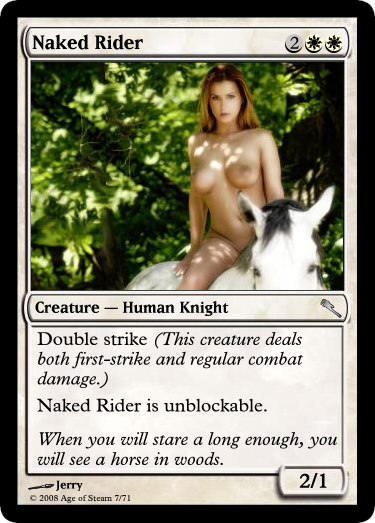 Naked Rider 2
Creature — Human Knight
Double strike (This creature deals
both first-strike and regular combat
damage.)
Naked Rider is unblockable.
When you will stare a long enough, you
will see a horse in woods.
2/1
Jerry
© 2008 Age of Steam 7/71